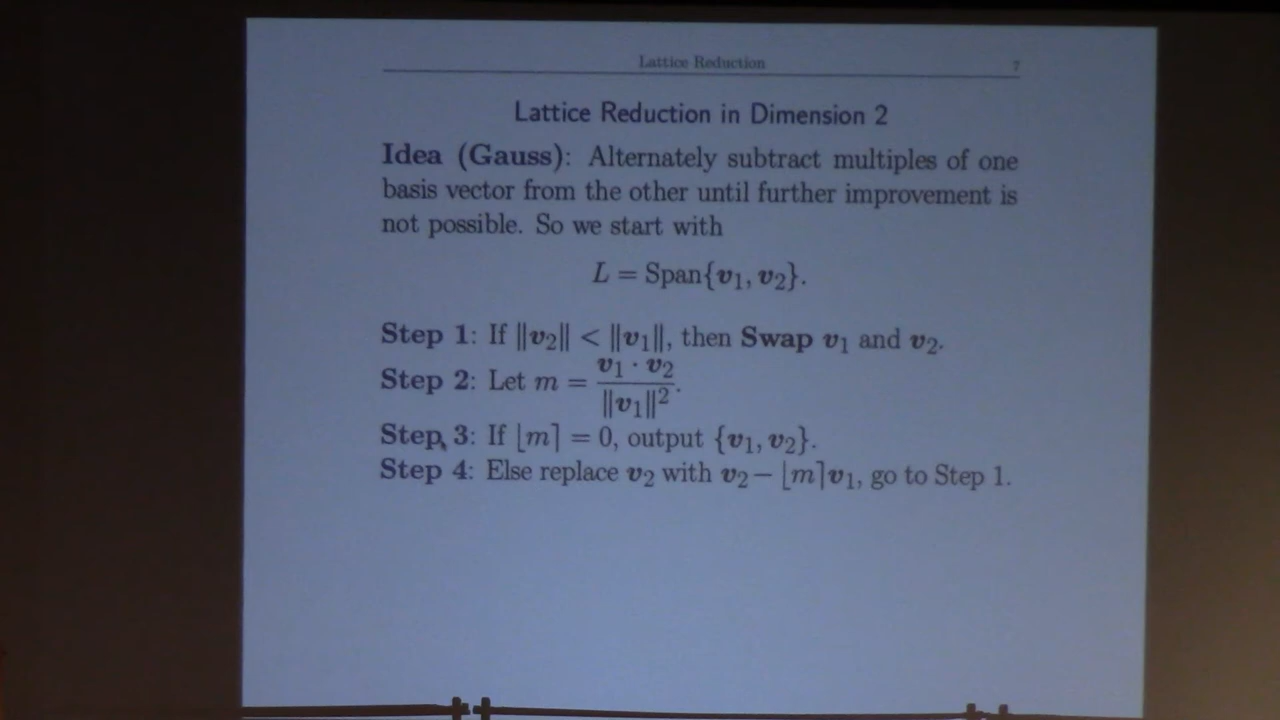 Lattice Reduction 7
Lattice Reduction in Dimension 2
Idea (Gauss): Alternately subtract multiples of one
basis vector from the other until further improvement is
not possible. So we start with
L = Span{v₁, v₂}.
Step 1: If ‖v₂‖ < ‖v₁‖, then Swap v₁ and v₂.
Step 2: Let m = v₁ · v₂ / ‖v₁‖².
Step 3: If ⌊m⌉ = 0, output {v₁, v₂}.
Step 4: Else replace v₂ with v₂ − ⌊m⌉v₁, go to Step 1.